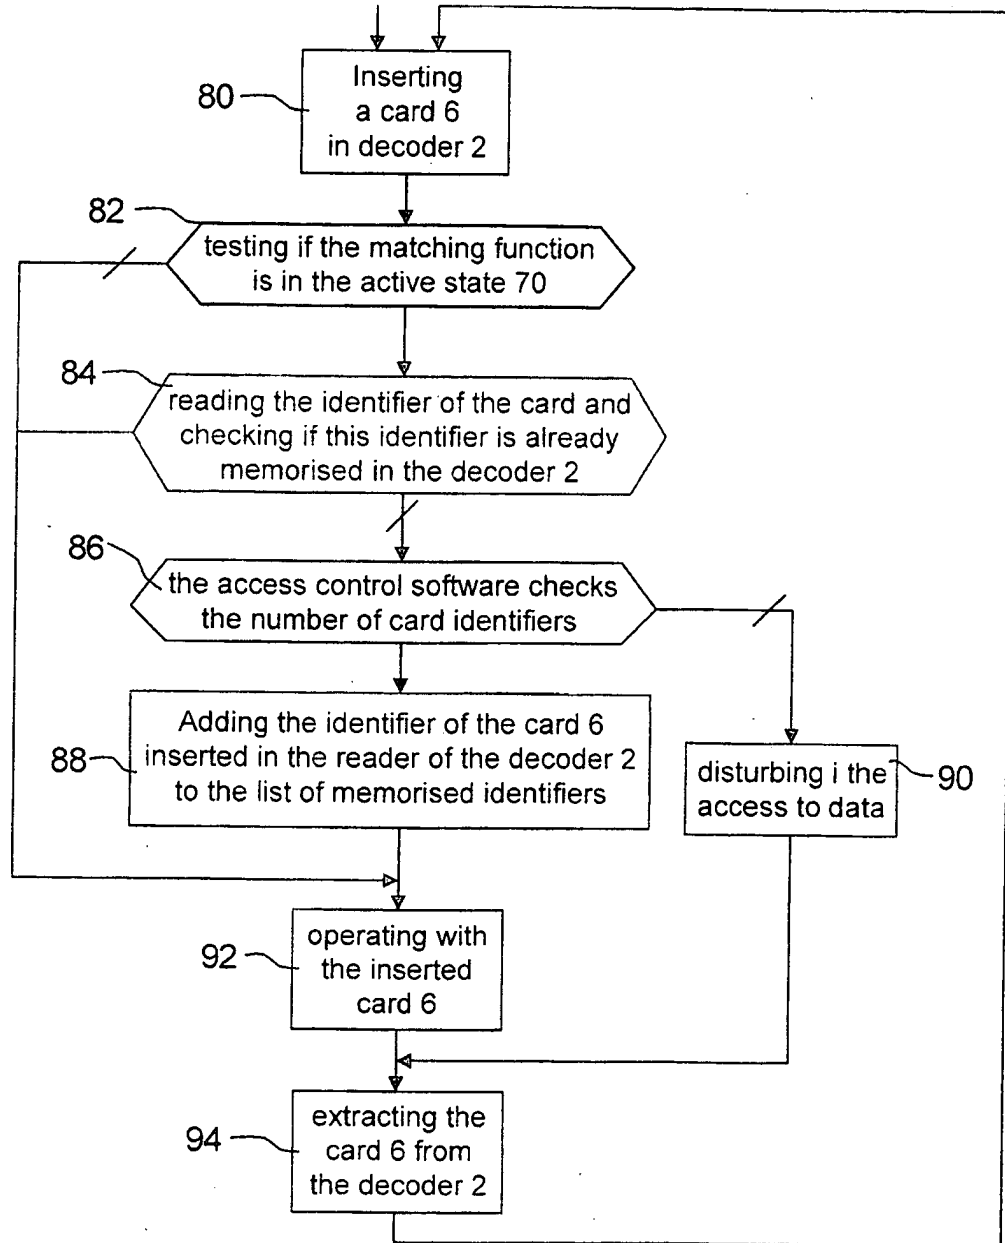 80
Inserting
a card 6
in decoder 2
82
testing if the matching function
is in the active state 70
84
reading the identifier of the card and
checking if this identifier is already
memorised in the decoder 2
86
the access control software checks
the number of card identifiers
88
Adding the identifier of the card 6
inserted in the reader of the decoder 2
to the list of memorised identifiers
disturbing i the
access to data
90
92
operating with
the inserted
card 6
94
extracting the
card 6 from
the decoder 2